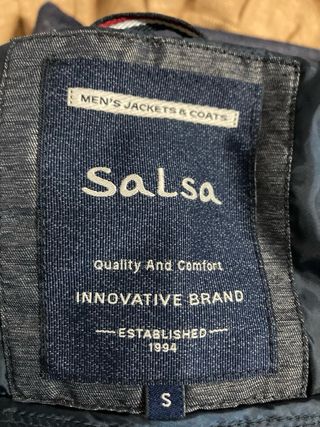 MEN'S JACKETS & COATS
Salsa
Quality And Comfort
INNOVATIVE BRAND
ESTABLISHED
1994
S